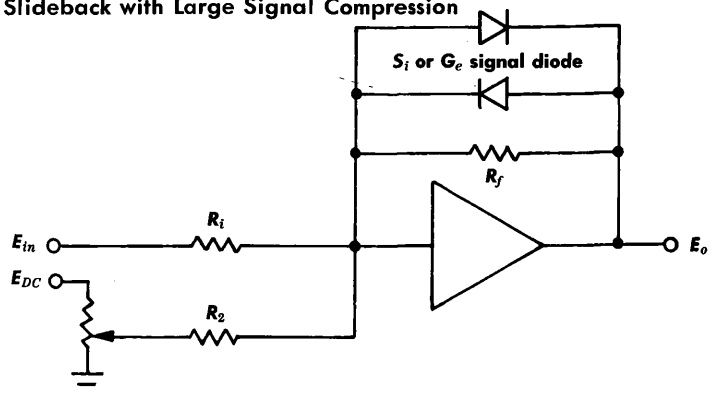 Slideback with Large Signal Compression
Si or Ge signal diode
Rf
Ri
Ein
Eo
EDC
R2